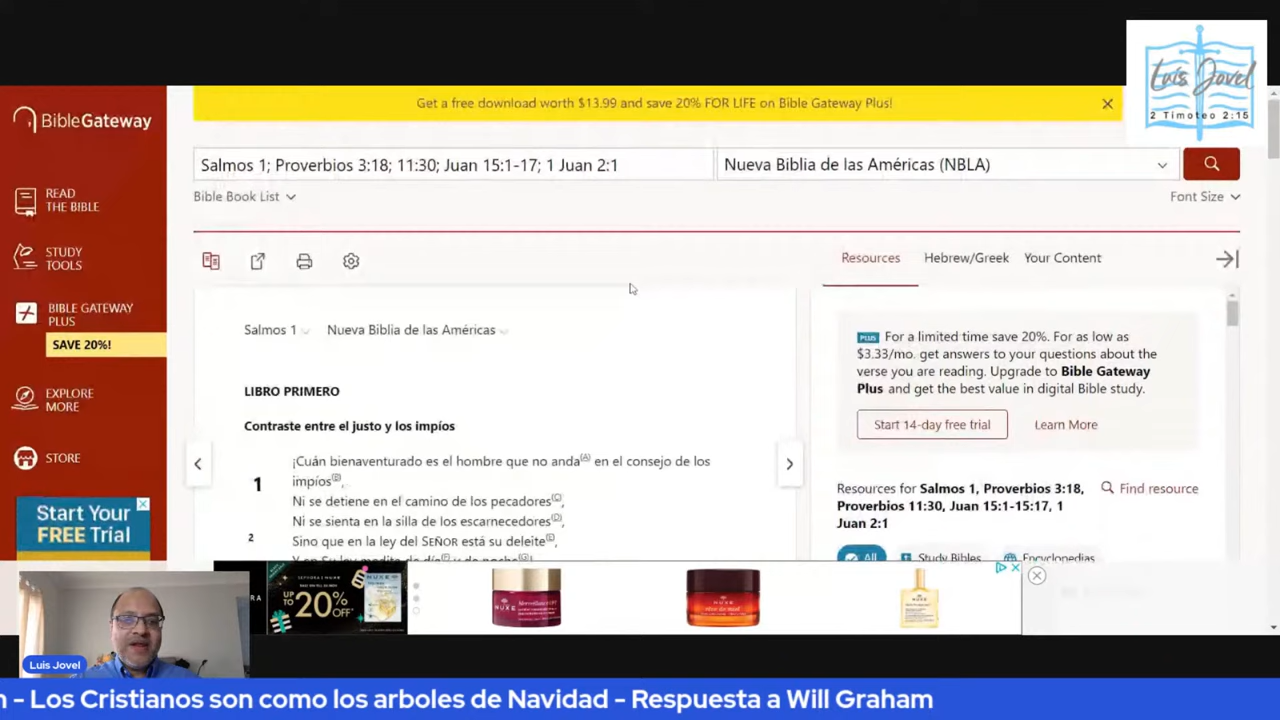 Luis Jovel
2 Timoteo 2:15
Get a free download worth $13.99 and save 20% FOR LIFE on Bible Gateway Plus!
BibleGateway
Salmos 1; Proverbios 3:18; 11:30; Juan 15:1-17; 1 Juan 2:1
Nueva Biblia de las Américas (NBLA)
Bible Book List
Font Size
READ
THE BIBLE
STUDY
TOOLS
BIBLE GATEWAY
PLUS
SAVE 20%!
EXPLORE
MORE
STORE
Start Your
FREE Trial
Resources
Hebrew/Greek
Your Content
Salmos 1
Nueva Biblia de las Américas
LIBRO PRIMERO
Contraste entre el justo y los impíos
1 ¡Cuán bienaventurado es el hombre que no anda(A) en el consejo de los
impíos(B),
Ni se detiene en el camino de los pecadores(C),
Ni se sienta en la silla de los escarnecedores(D),
2 Sino que en la ley del SEÑOR está su deleite(E),
Y en Su ley medita de día(F) y de noche(G)!
PLUS For a limited time save 20%. For as low as
$3.33/mo. get answers to your questions about the
verse you are reading. Upgrade to Bible Gateway
Plus and get the best value in digital Bible study.
Start 14-day free trial
Learn More
Resources for Salmos 1, Proverbios 3:18,
Proverbios 11:30, Juan 15:1-15:17, 1
Juan 2:1
Find resource
All
Study Bibles
Encyclopedias
RA
UP TO 20% OFF*
NUXE
NUXE
Luis Jovel
n - Los Cristianos son como los arboles de Navidad - Respuesta a Will Graham